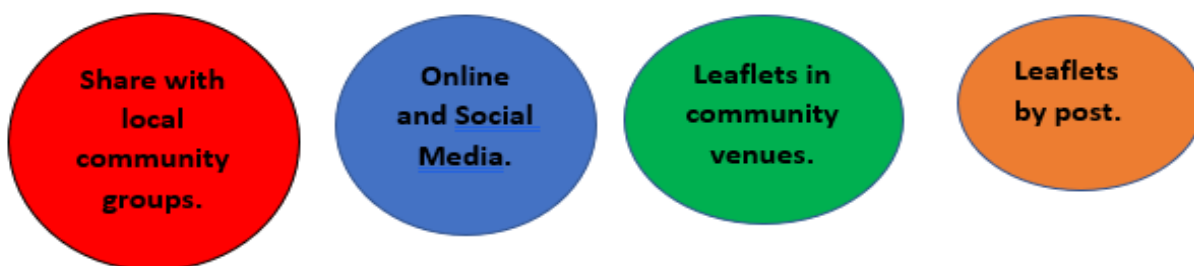 Share with
local
community
groups.
Online
and Social
Media.
Leaflets in
community
venues.
Leaflets
by post.